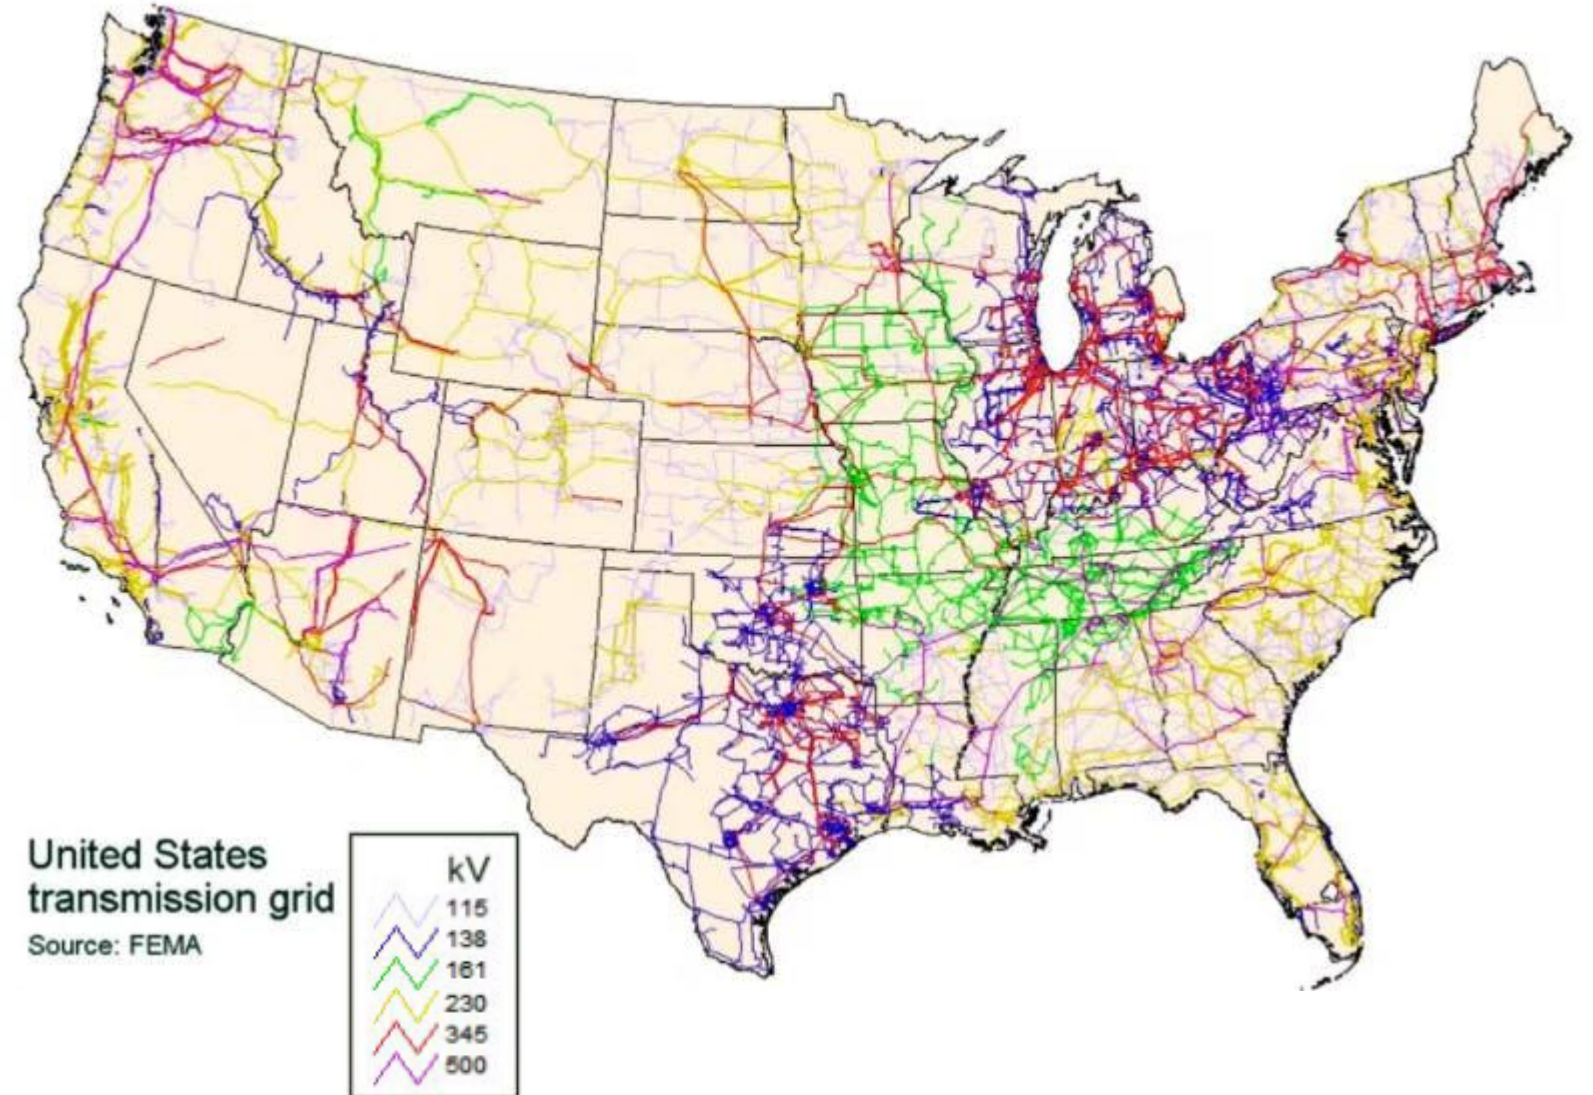 United States
transmission grid
Source: FEMA
kV
115
138
161
230
345
500